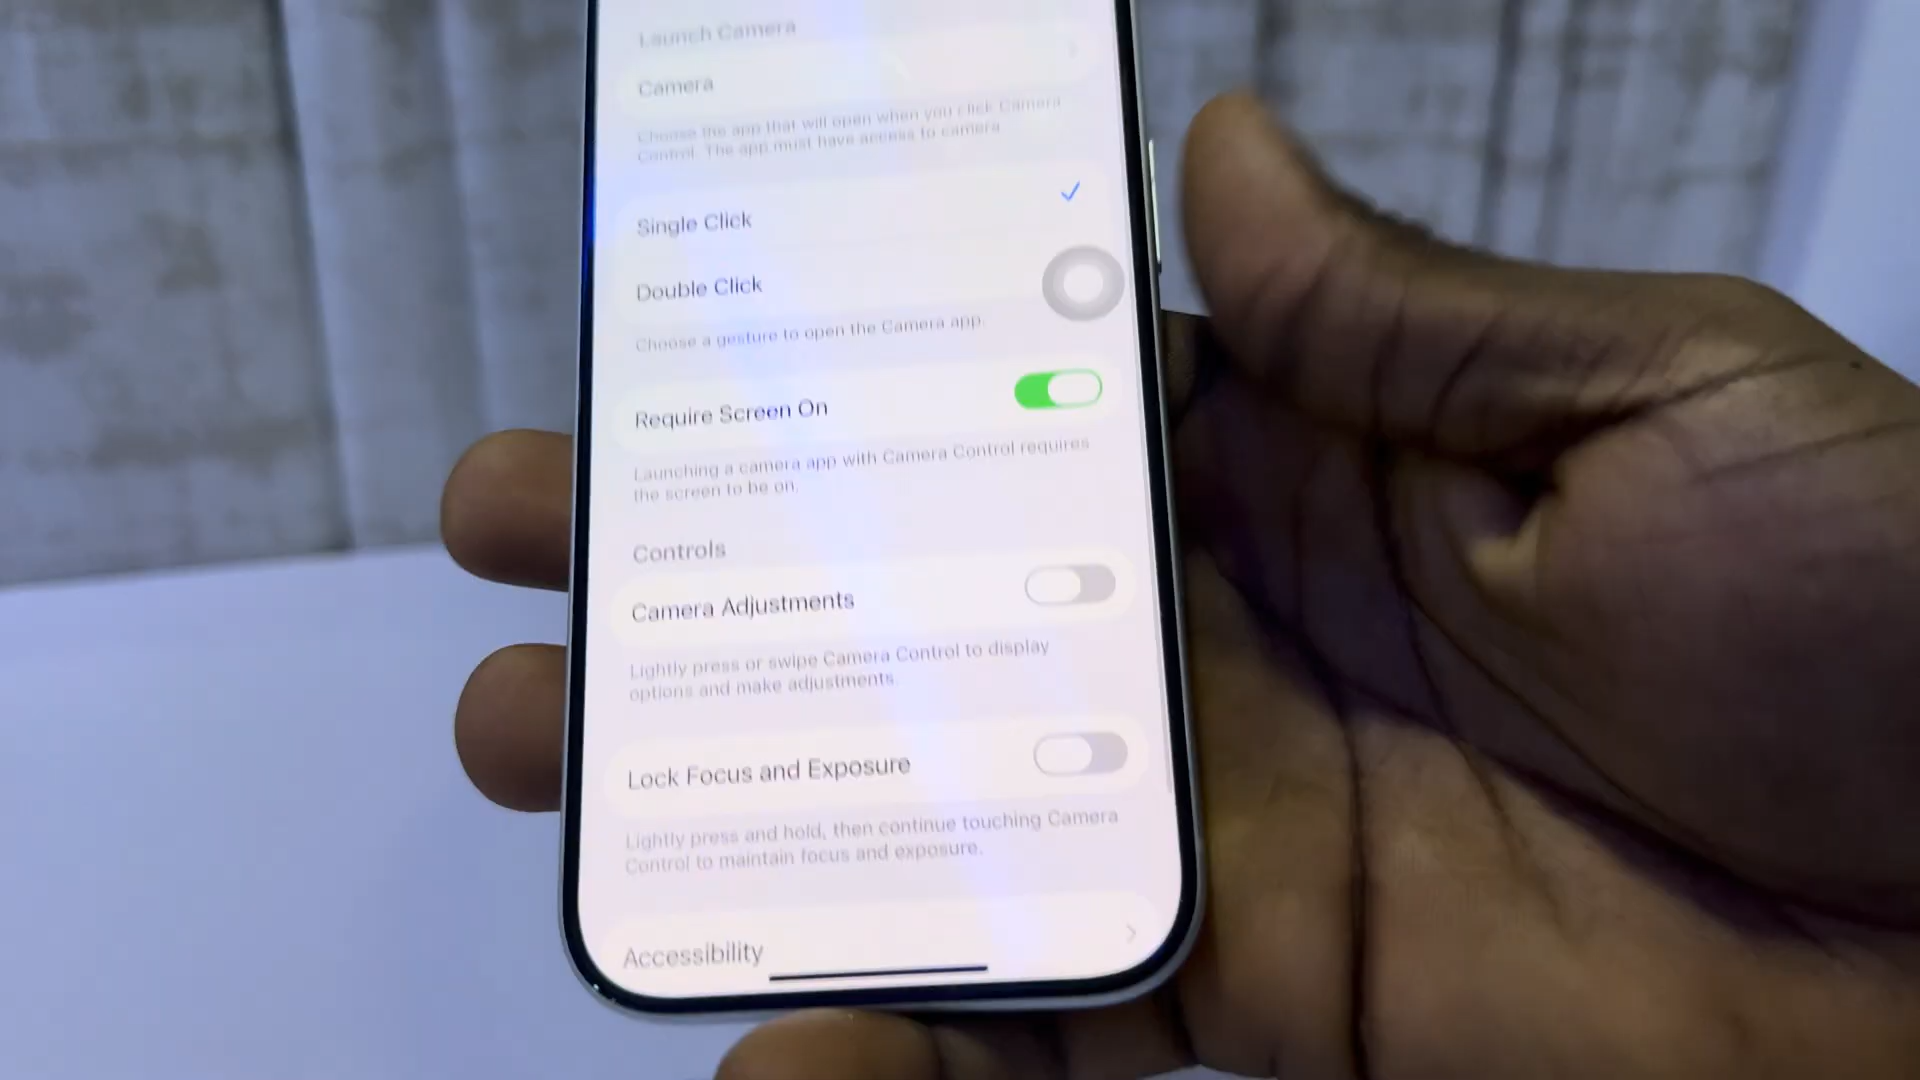 Launch Camera
Camera
Choose the app that will open when you click Camera
Control. The app must have access to camera.
Single Click
Double Click
Choose a gesture to open the Camera app.
Require Screen On
Launching a camera app with Camera Control requires
the screen to be on.
Controls
Camera Adjustments
Lightly press or swipe Camera Control to display
options and make adjustments.
Lock Focus and Exposure
Lightly press and hold, then continue touching Camera
Control to maintain focus and exposure.
Accessibility